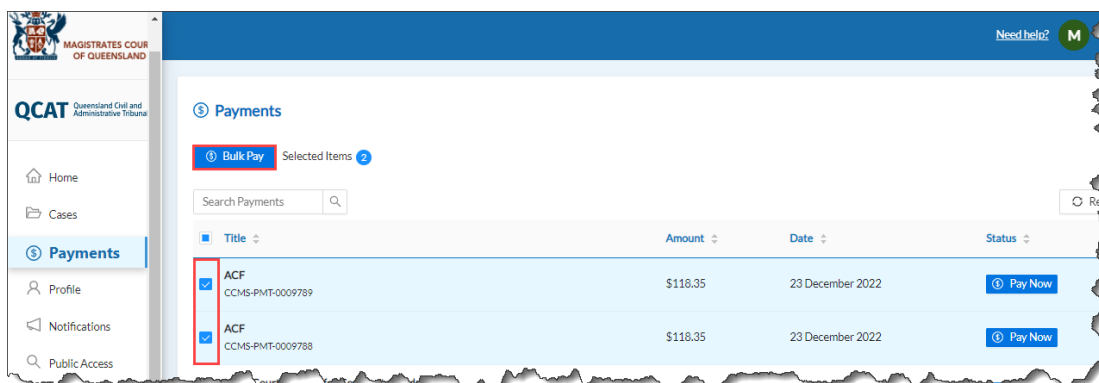 MAGISTRATES COUR
OF QUEENSLAND
Need help?
M
QCAT Queensland Civil and
Administrative Tribuna
Payments
Bulk Pay Selected Items 2
Home
Search Payments
Re
Cases
Title Amount Date Status
Payments
ACF
CCMS-PMT-0009789
$118.35 23 December 2022 Pay Now
Profile
Notifications
ACF
CCMS-PMT-0009788
$118.35 23 December 2022 Pay Now
Public Access